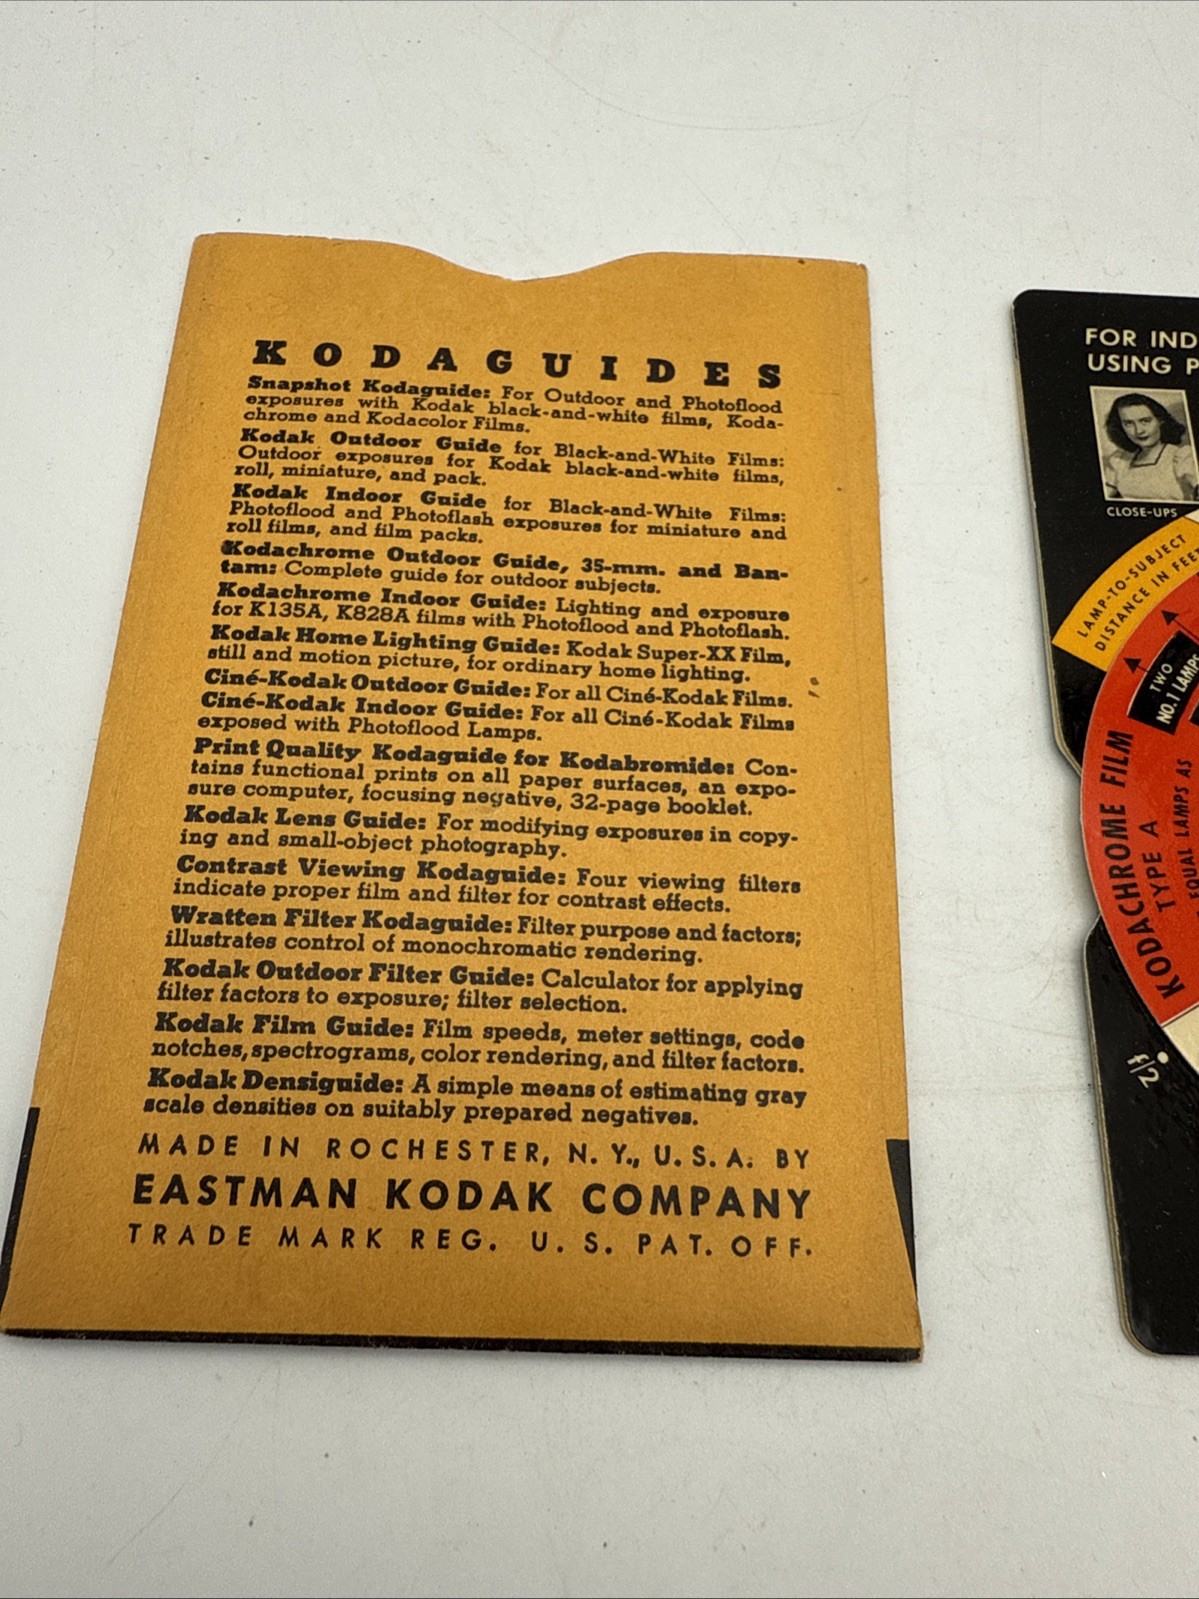 KODAGUIDES
Snapshot Kodaguide: For Outdoor and Photoflood
exposures with Kodak black-and-white films, Koda-
chrome and Kodacolor Films.
Kodak Outdoor Guide for Black-and-White Films:
Outdoor exposures for Kodak black-and-white films,
roll, miniature, and pack.
Kodak Indoor Guide for Black-and-White Films:
Photoflood and Photoflash exposures for miniature and
roll films, and film packs.
Kodachrome Outdoor Guide, 35-mm. and Ban-
tam: Complete guide for outdoor subjects.
Kodachrome Indoor Guide: Lighting and exposure
for K135A, K828A films with Photoflood and Photoflash.
Kodak Home Lighting Guide: Kodak Super-XX Film,
still and motion picture, for ordinary home lighting.
Ciné-Kodak Outdoor Guide: For all Ciné-Kodak Films.
Ciné-Kodak Indoor Guide: For all Ciné-Kodak Films
exposed with Photoflood Lamps.
Print Quality Kodaguide for Kodabromide: Con-
tains functional prints on all paper surfaces, an expo-
sure computer, focusing negative, 32-page booklet.
Kodak Lens Guide: For modifying exposures in copy-
ing and small-object photography.
Contrast Viewing Kodaguide: Four viewing filters
indicate proper film and filter for contrast effects.
Wratten Filter Kodaguide: Filter purpose and factors;
illustrates control of monochromatic rendering.
Kodak Outdoor Filter Guide: Calculator for applying
filter factors to exposure; filter selection.
Kodak Film Guide: Film speeds, meter settings, code
notches, spectrograms, color rendering, and filter factors.
Kodak Densiguide: A simple means of estimating gray
scale densities on suitably prepared negatives.
MADE IN ROCHESTER, N. Y., U. S. A. BY
EASTMAN KODAK COMPANY
TRADE MARK REG. U. S. PAT. OFF.
FOR IND
USING P
CLOSE-UPS
LAMP-TO-SUBJECT
DISTANCE IN FEET
TWO
NO. 1 LAMPS
KODACHROME FILM
TYPE A
EQUAL LAMPS AS
f/2